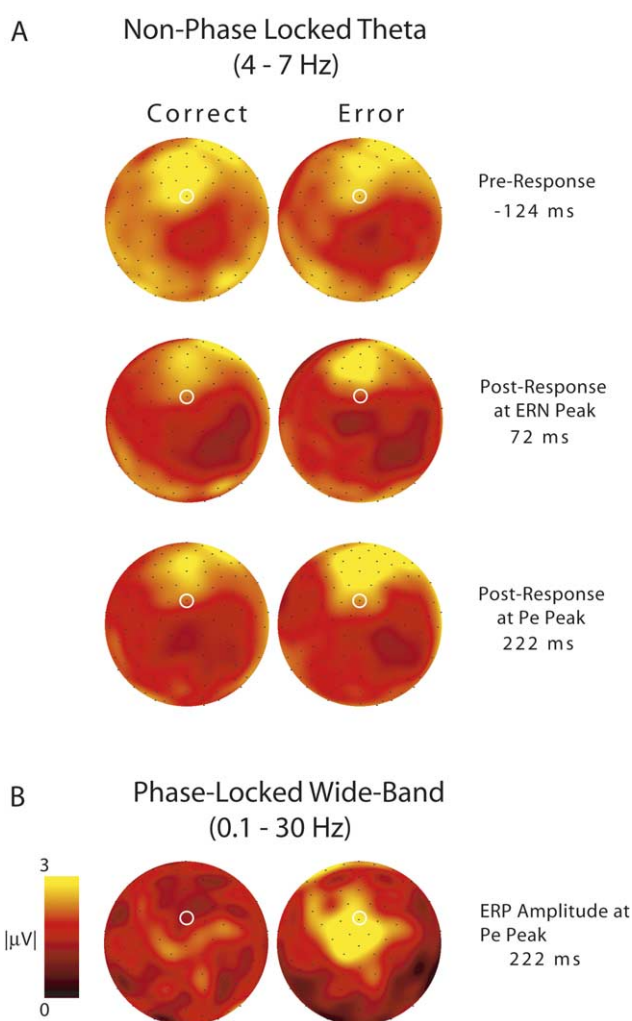 A
Non-Phase Locked Theta
(4 - 7 Hz)
Correct Error
Pre-Response
-124 ms
Post-Response
at ERN Peak
72 ms
Post-Response
at Pe Peak
222 ms
B
Phase-Locked Wide-Band
(0.1 - 30 Hz)
3
|μV|
0
ERP Amplitude at
Pe Peak
222 ms